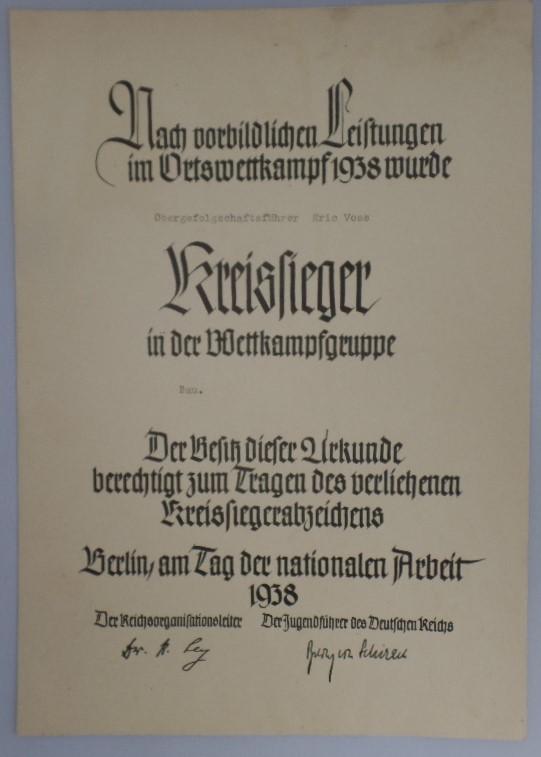 Nach vorbildlichen Leistungen
im Ortswettkampf 1938 wurde
Obergefolgschaftsführer Eric Voss
Kreissieger
in der Wettkampfgruppe
Bau.
Der Besitz dieser Urkunde
berechtigt zum Tragen des verliehenen
Kreissiegerabzeichens
Berlin, am Tag der nationalen Arbeit
1938
Der Reichsorganisationsleiter Der Jugendführer des Deutschen Reichs
Dr. R. Ley Baldur von Schirach